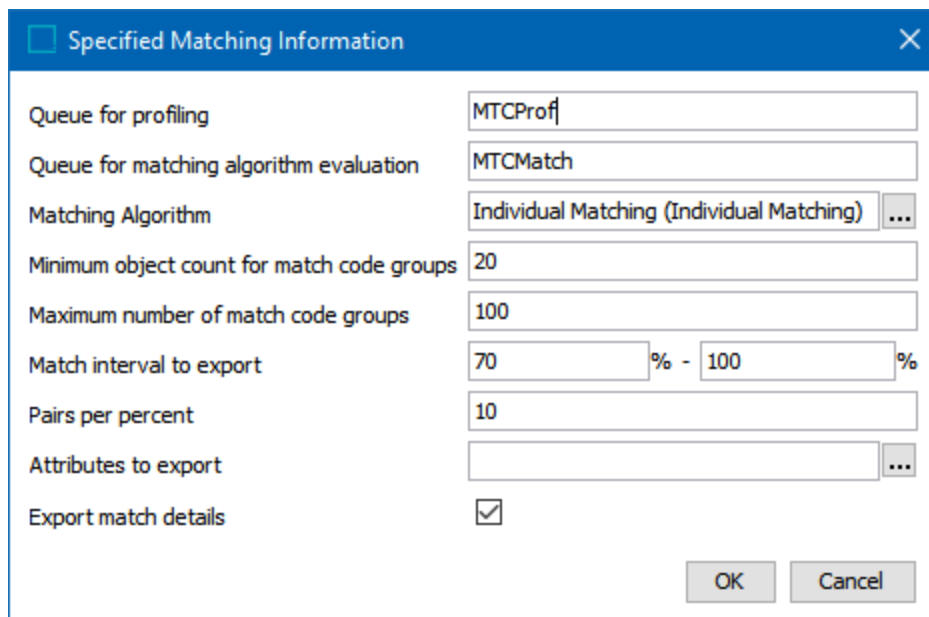 Specified Matching Information
Queue for profiling MTCProf
Queue for matching algorithm evaluation MTCMatch
Matching Algorithm Individual Matching (Individual Matching) ...
Minimum object count for match code groups 20
Maximum number of match code groups 100
Match interval to export 70 % - 100 %
Pairs per percent 10
Attributes to export ...
Export match details
OK Cancel